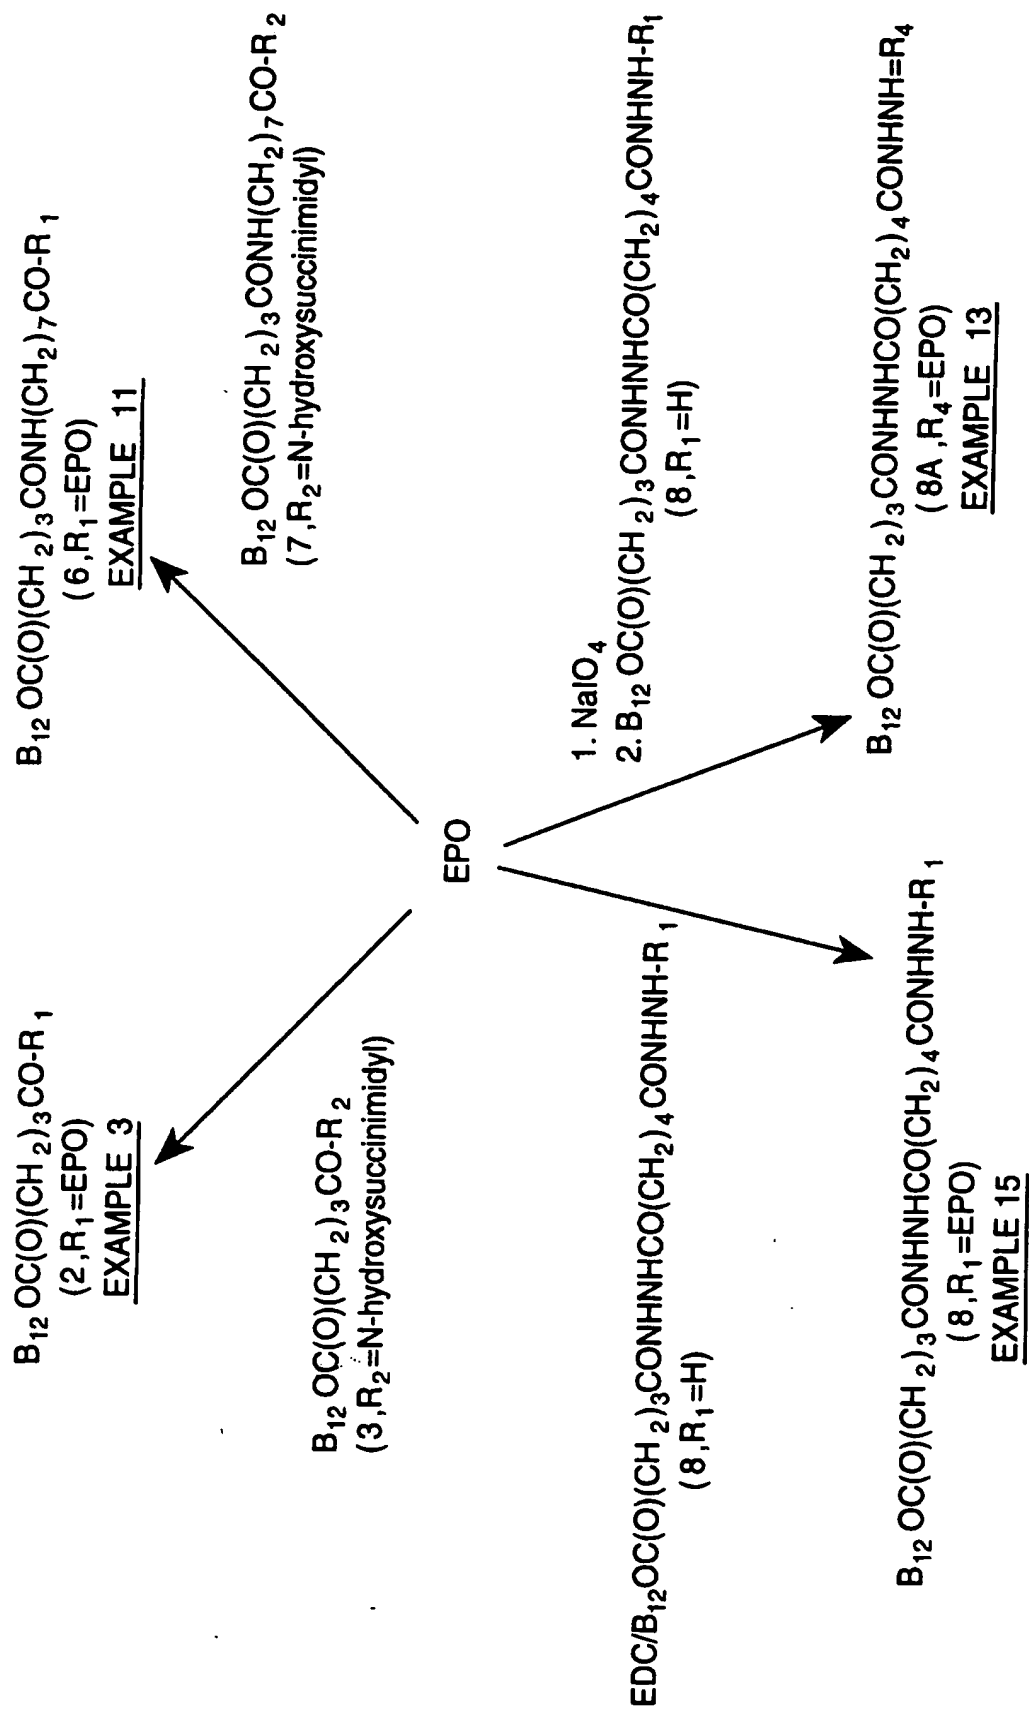 B12 OC(O)(CH2)3CO-R1
(2,R1=EPO)
EXAMPLE 3
B12 OC(O)(CH2)3CONH(CH2)7CO-R1
(6,R1=EPO)
EXAMPLE 11
B12 OC(O)(CH2)3CO-R2
(3,R2=N-hydroxysuccinimidyl)
B12 OC(O)(CH2)3CONH(CH2)7CO-R2
(7,R2=N-hydroxysuccinimidyl)
EPO
EDC/B12OC(O)(CH2)3CONHNHCO(CH2)4CONHNH-R1
(8,R1=H)
1. NaIO4
2. B12 OC(O)(CH2)3CONHNHCO(CH2)4CONHNH-R1
(8,R1=H)
B12 OC(O)(CH2)3CONHNHCO(CH2)4CONHNH-R1
(8,R1=EPO)
EXAMPLE 15
B12 OC(O)(CH2)3CONHNHCO(CH2)4CONHNH=R4
(8A,R4=EPO)
EXAMPLE 13